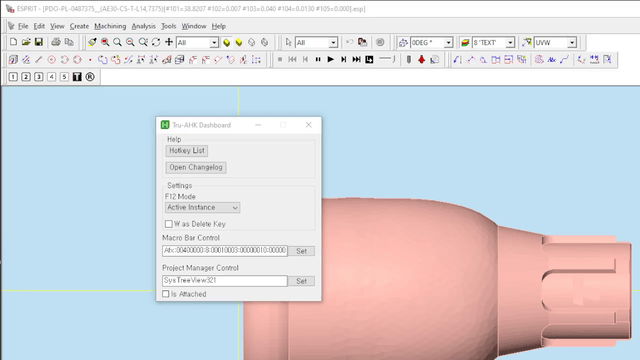 ESPRIT - [PDO-PL-0487375__(AE30-CS-T-L14,7375)[#101=38.8207 #102=0.007 #103=0.040 #104=0.0130 #105=0.000].esp]
File Edit View Create Machining Analysis Tools Window Help
All All 0DEG * 8 'TEXT' UVW
1 2 3 4 5 T R
Tru-AHK Dashboard
Help
Hotkey List
Open Changelog
Settings
F12 Mode
Active Instance
W as Delete Key
Macro Bar Control
Afx:00400000:8:00010003:00000010:00000 Set
Project Manager Control
SysTreeView321 Set
Is Attached